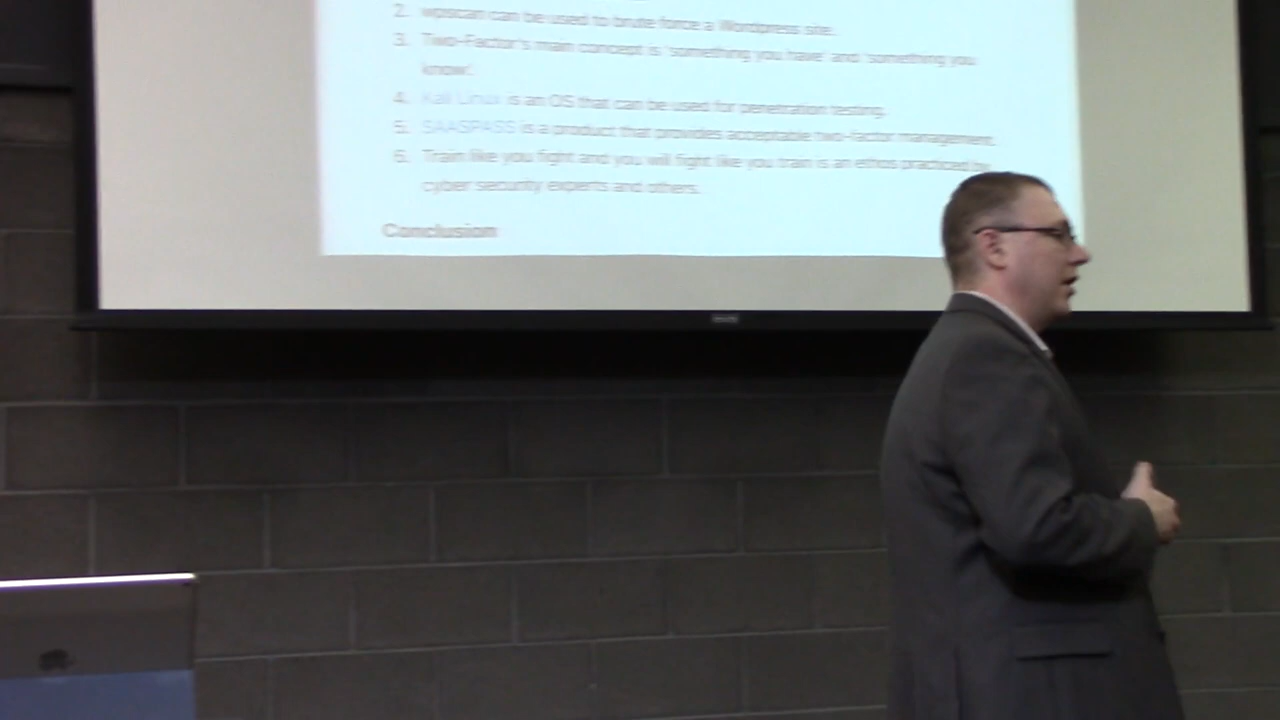 2. wpscan can be used to brute force a Wordpress site.
3. Two-Factor's main concept is 'something you have' and 'something you
know'.
4. Kali Linux is an OS that can be used for penetration testing.
5. SAASPASS is a product that provides acceptable two-factor management.
6. Train like you fight and you will fight like you train is an ethos practiced by
cyber security experts and others.
Conclusion